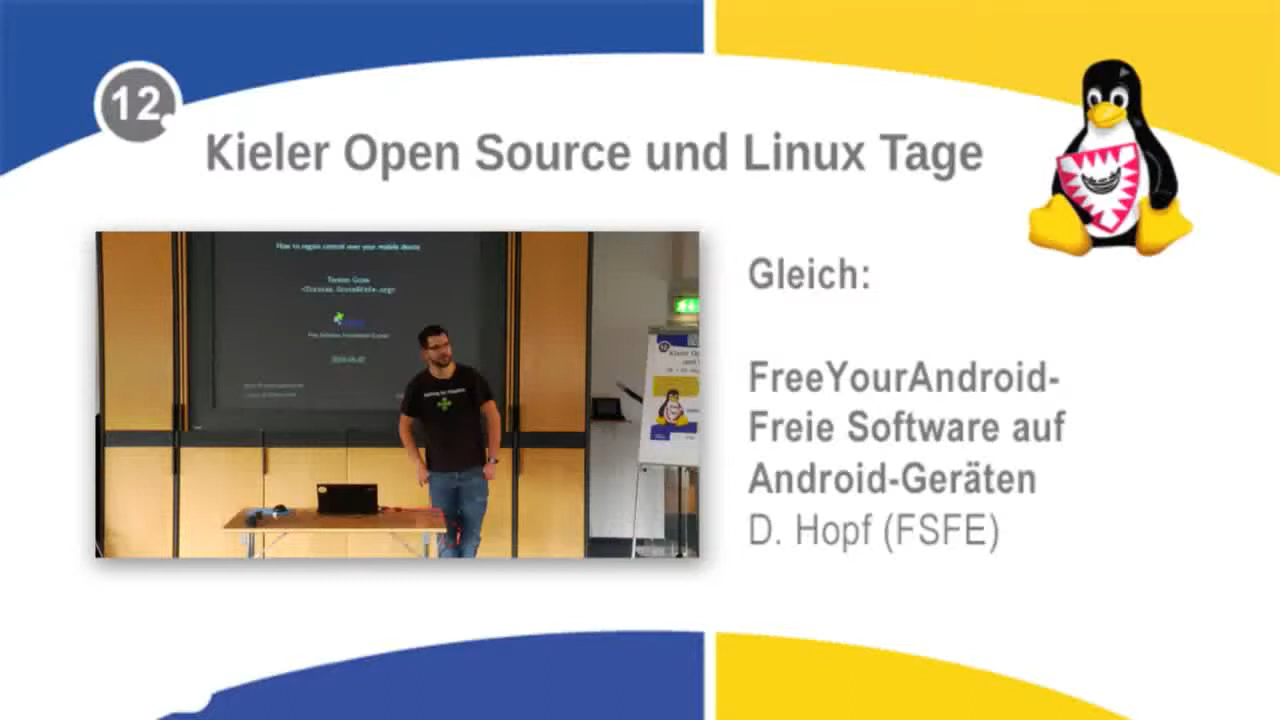 12.
Kieler Open Source und Linux Tage
How to regain control over your mobile device
Gleich:
FreeYourAndroid-
Freie Software auf
Android-Geräten
D. Hopf (FSFE)